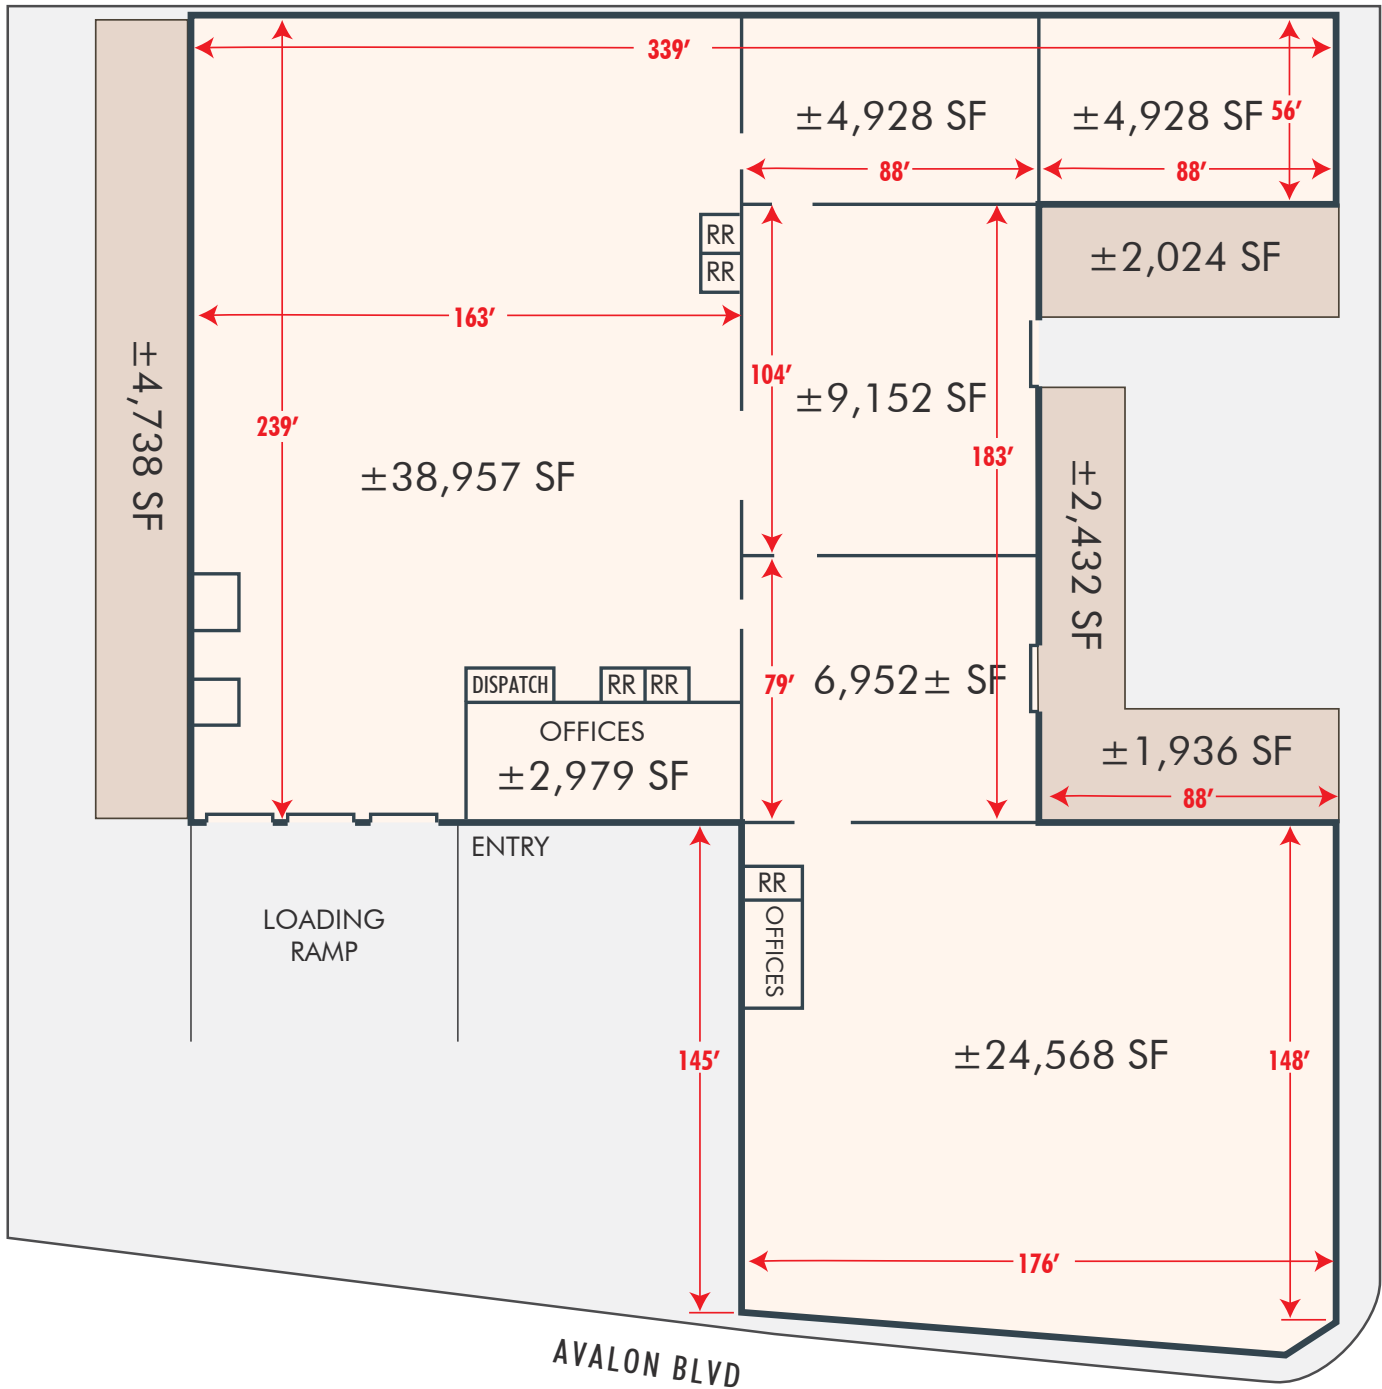 339’
±4,928 SF
±4,928 SF
56’
88’
88’
RR
RR
±2,024 SF
163’
±4,738 SF
239’
104’
±9,152 SF
183’
±38,957 SF
±2,432 SF
DISPATCH
RR
RR
79’
6,952± SF
OFFICES
±2,979 SF
±1,936 SF
88’
ENTRY
LOADING
RAMP
RR
OFFICES
145’
±24,568 SF
148’
176’
AVALON BLVD